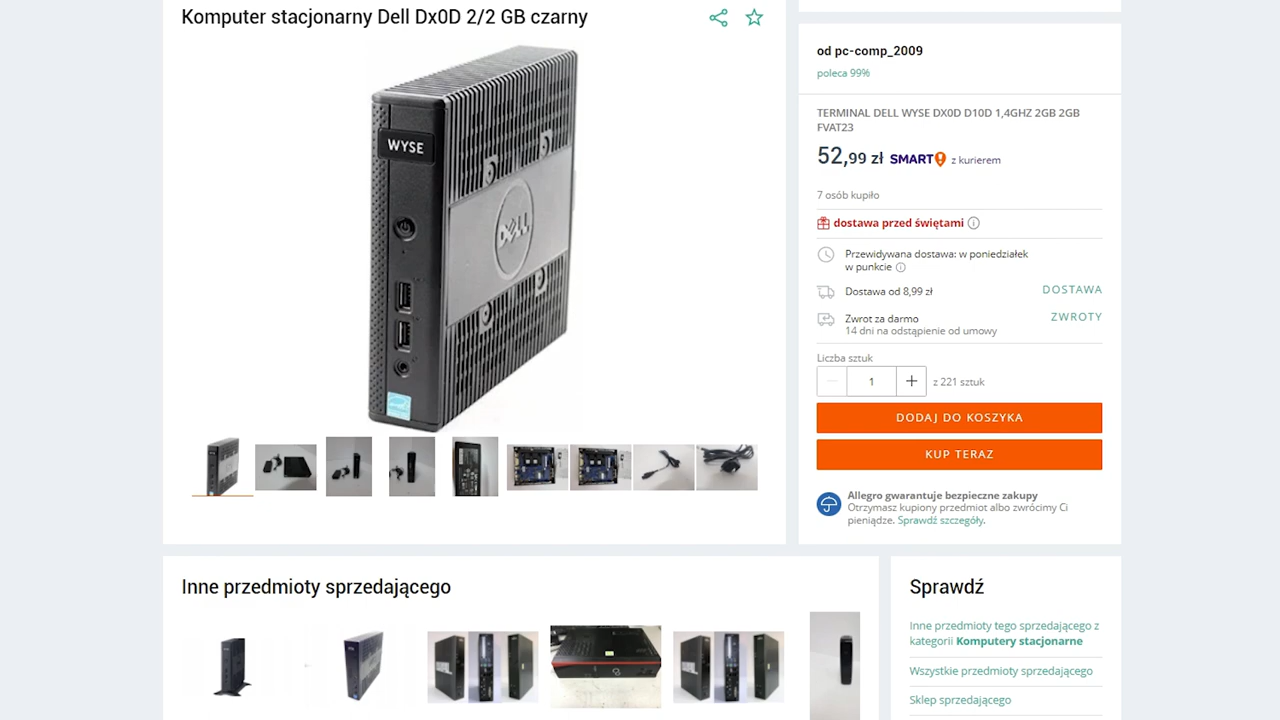 Komputer stacjonarny Dell Dx0D 2/2 GB czarny
WYSE
DELL
od pc-comp_2009
poleca 99%
TERMINAL DELL WYSE DX0D D10D 1,4GHZ 2GB 2GB
FVAT23
52,99 zł SMART! z kurierem
7 osób kupiło
dostawa przed świętami
Przewidywana dostawa: w poniedziałek
w punkcie
Dostawa od 8,99 zł
DOSTAWA
Zwrot za darmo
14 dni na odstąpienie od umowy
ZWROTY
Liczba sztuk
1
z 221 sztuk
DODAJ DO KOSZYKA
KUP TERAZ
Allegro gwarantuje bezpieczne zakupy
Otrzymasz kupiony przedmiot albo zwrócimy Ci
pieniądze. Sprawdź szczegóły.
Inne przedmioty sprzedającego
Sprawdź
Inne przedmioty tego sprzedającego z
kategorii Komputery stacjonarne
Wszystkie przedmioty sprzedającego
Sklep sprzedającego